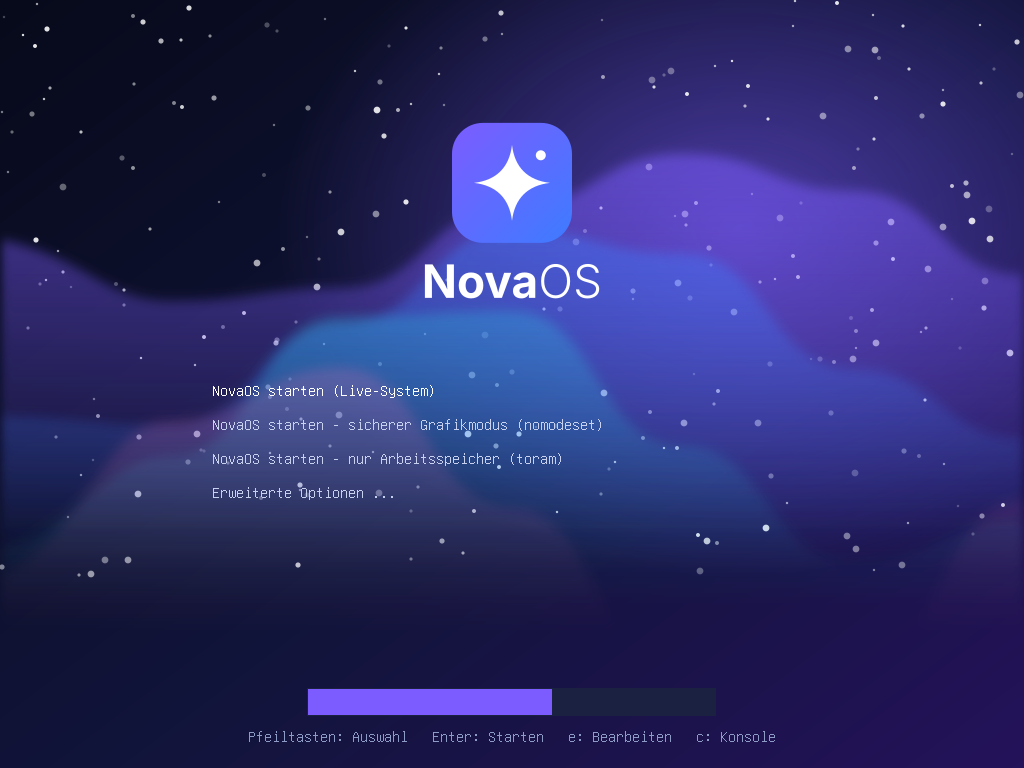 NovaOS
NovaOS starten (Live-System)
NovaOS starten - sicherer Grafikmodus (nomodeset)
NovaOS starten - nur Arbeitsspeicher (toram)
Erweiterte Optionen ...
Pfeiltasten: Auswahl Enter: Starten e: Bearbeiten c: Konsole